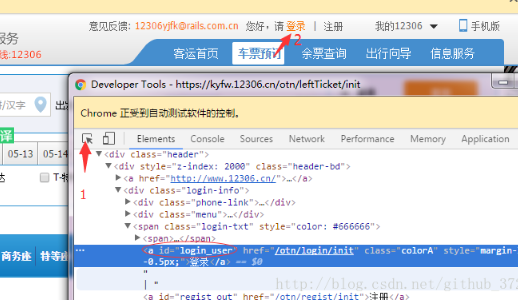 意见反馈: 12306yjfk@rails.com.cn 您好，请 登录 | 注册 我的12306 手机版
2
服务
线:12306
客运首页 车票预订 余票查询 出行向导 信息服务
Developer Tools - https://kyfw.12306.cn/otn/leftTicket/init
拼/汉字 出发
Chrome 正受到自动测试软件的控制。
Elements Console Sources Network Performance Memory Application
<div class="header">
05-13 05-14
<div style="z-index: 2000" class="header-bd">
<a href="http://www.12306.cn/">…</a>
<div class="login-info">
T-特
1
<div class="phone-link">…</div>
<div class="menu">…</div>
<span class="login-txt" style="color: #666666">
<span>…</span>
商务座 特等座
<a id="login_user" href="/otn/login/init" class="colorA" style="margin-
-0.5px;">登录</a> == $0
"
| "
http://blog.csdn.net/github_372
<a id="regist_out" href="/otn/regist/init">注册</a>